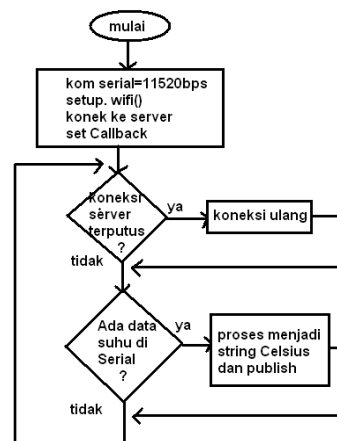 mulai
kom serial=11520bps
setup. wifi()
konek ke server
set Callback
koneksi
server
terputus
?
ya
koneksi ulang
tidak
Ada data
suhu di
Serial
?
ya
proses menjadi
string Celsius
dan publish
tidak